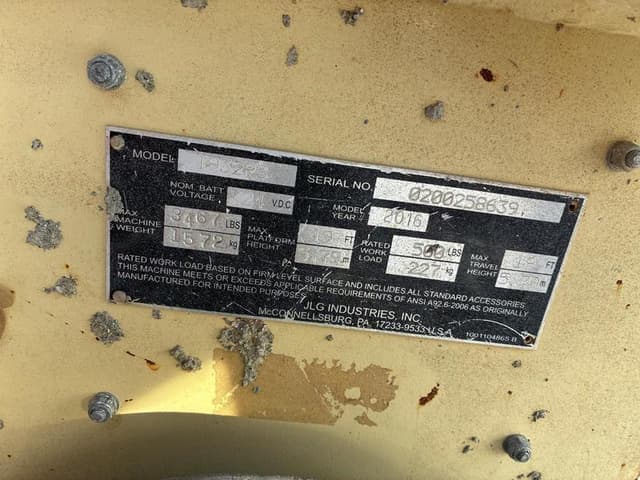 MODEL
SERIAL NO. 0200258639
NOM. BATT. VOLTAGE V.D.C
MODEL YEAR 2016
MAX MACHINE WEIGHT 3467 LBS 1572 kg
MAX PLATFORM HEIGHT FT m
RATED WORK LOAD 500 LBS 227 kg
MAX TRAVEL HEIGHT FT m
RATED WORK LOAD BASED ON FIRM LEVEL SURFACE AND INCLUDES ALL STANDARD ACCESSORIES
THIS MACHINE MEETS OR EXCEEDS APPLICABLE REQUIREMENTS OF ANSI A92.6-2006 AS ORIGINALLY
MANUFACTURED FOR INTENDED PURPOSE
JLG INDUSTRIES, INC.
McCONNELLSBURG, PA. 17233-9533 U.S.A.
1001104865 B